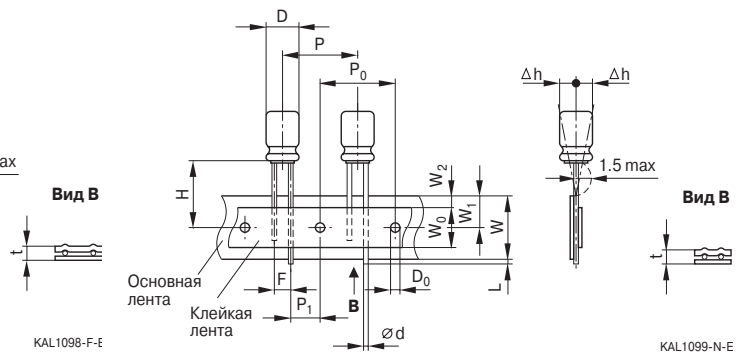 D
P
P0
Δh Δh
1.5 max
ax
H
W2
W1
W0
W
L
Вид B
t
Основная
лента
Клейкая
лента
F
P1
B
D0
⌀d
Вид B
t
KAL1098-F-E
KAL1099-N-E